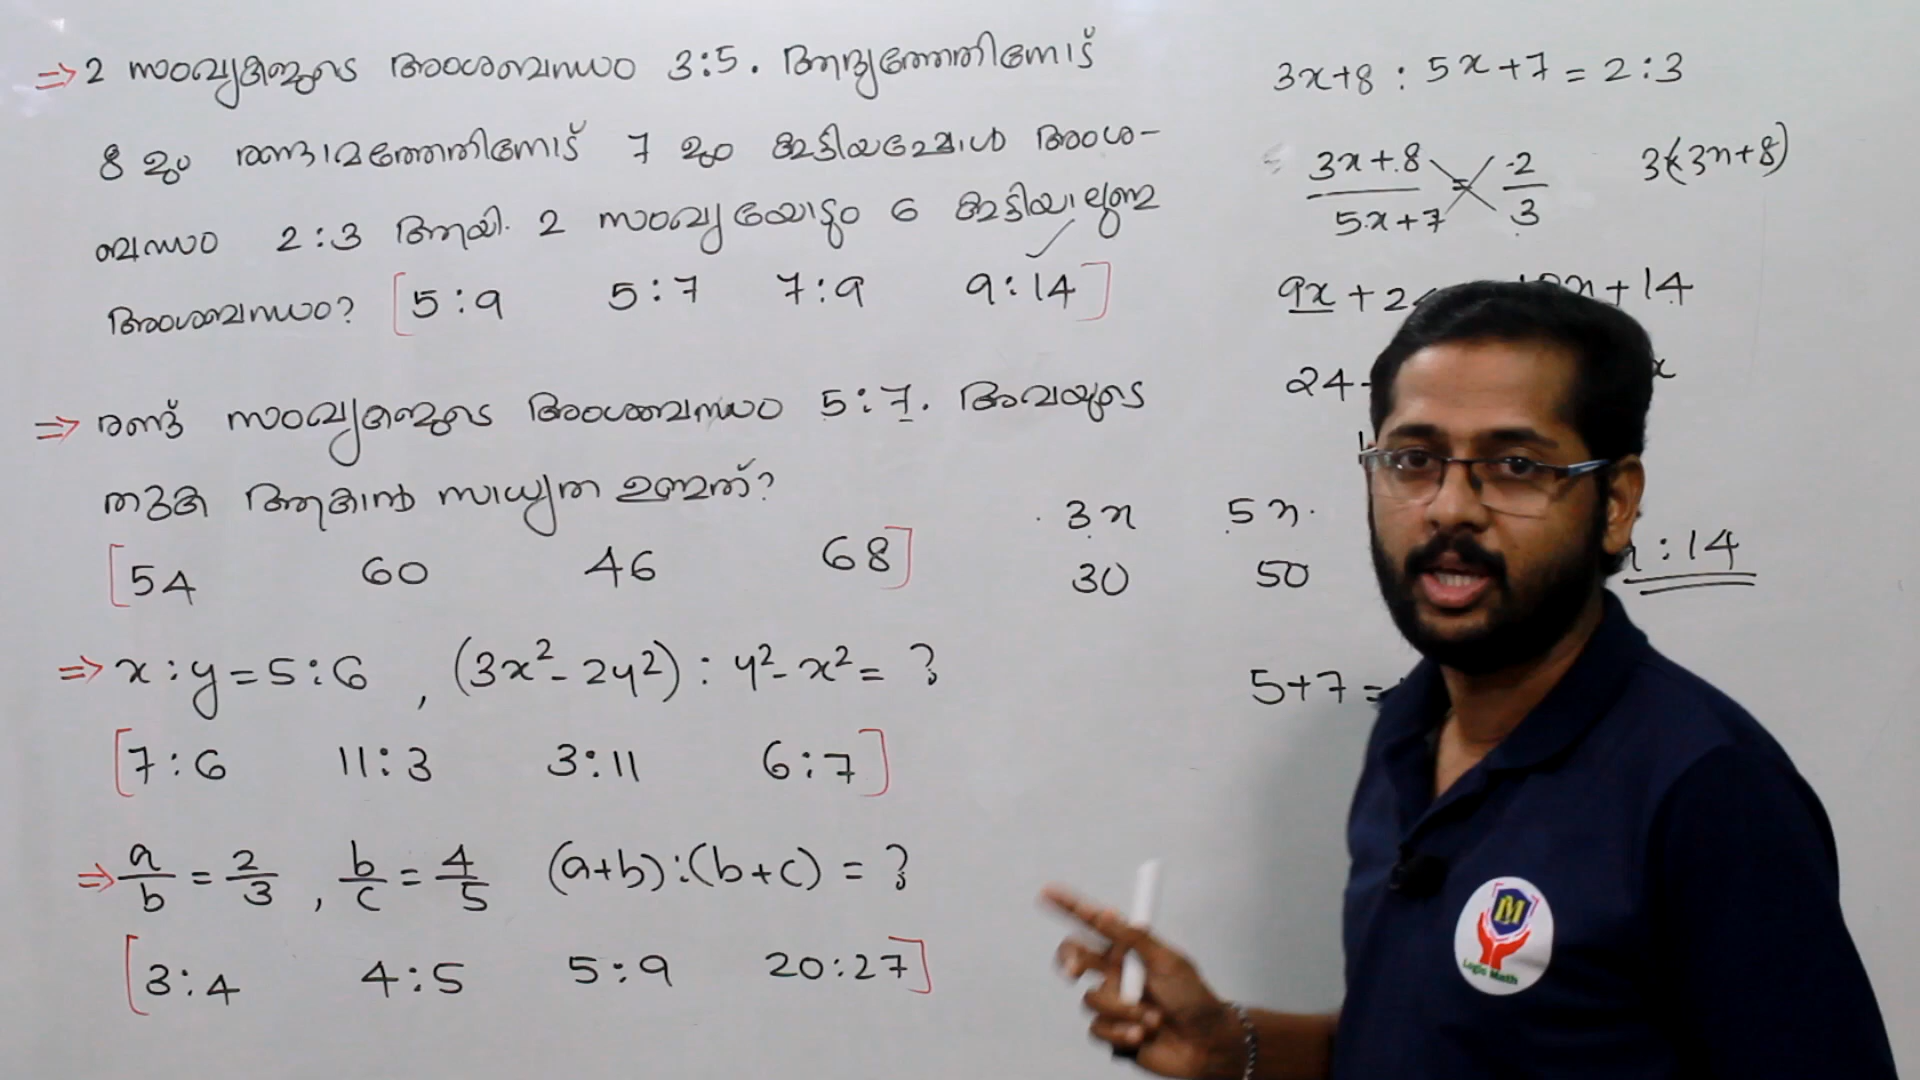 ⇒ 2 സംഖ്യകളുടെ അംശബന്ധം 3:5. ആദ്യത്തേതിനോട്
8 ഉം രണ്ടാമത്തേതിനോട് 7 ഉം കൂട്ടിയപ്പോൾ അംശ-
ബന്ധം 2:3 ആയി. 2 സംഖ്യയോടും 6 കൂട്ടിയാലുണ്ട
അംശബന്ധം? [5:9 5:7 7:9 9:14]
⇒ രണ്ട് സംഖ്യകളുടെ അംശബന്ധം 5:7. അവയുടെ
തുക ആകാൻ സാധ്യത ഉള്ളത്?
[54 60 46 68]
⇒ x:y=5:6 , (3x²-2y²) : y²-x² = ?
[7:6 11:3 3:11 6:7]
⇒ a/b = 2/3 , b/c = 4/5 (a+b):(b+c) = ?
[3:4 4:5 5:9 20:27]
3x+8 : 5x+7 = 2:3
3x+8/5x+7 = 2/3 3(3x+8)
9x + 2 x+14
24- x
3x 5x
30 50
: 14
5+7 =
Logic Math